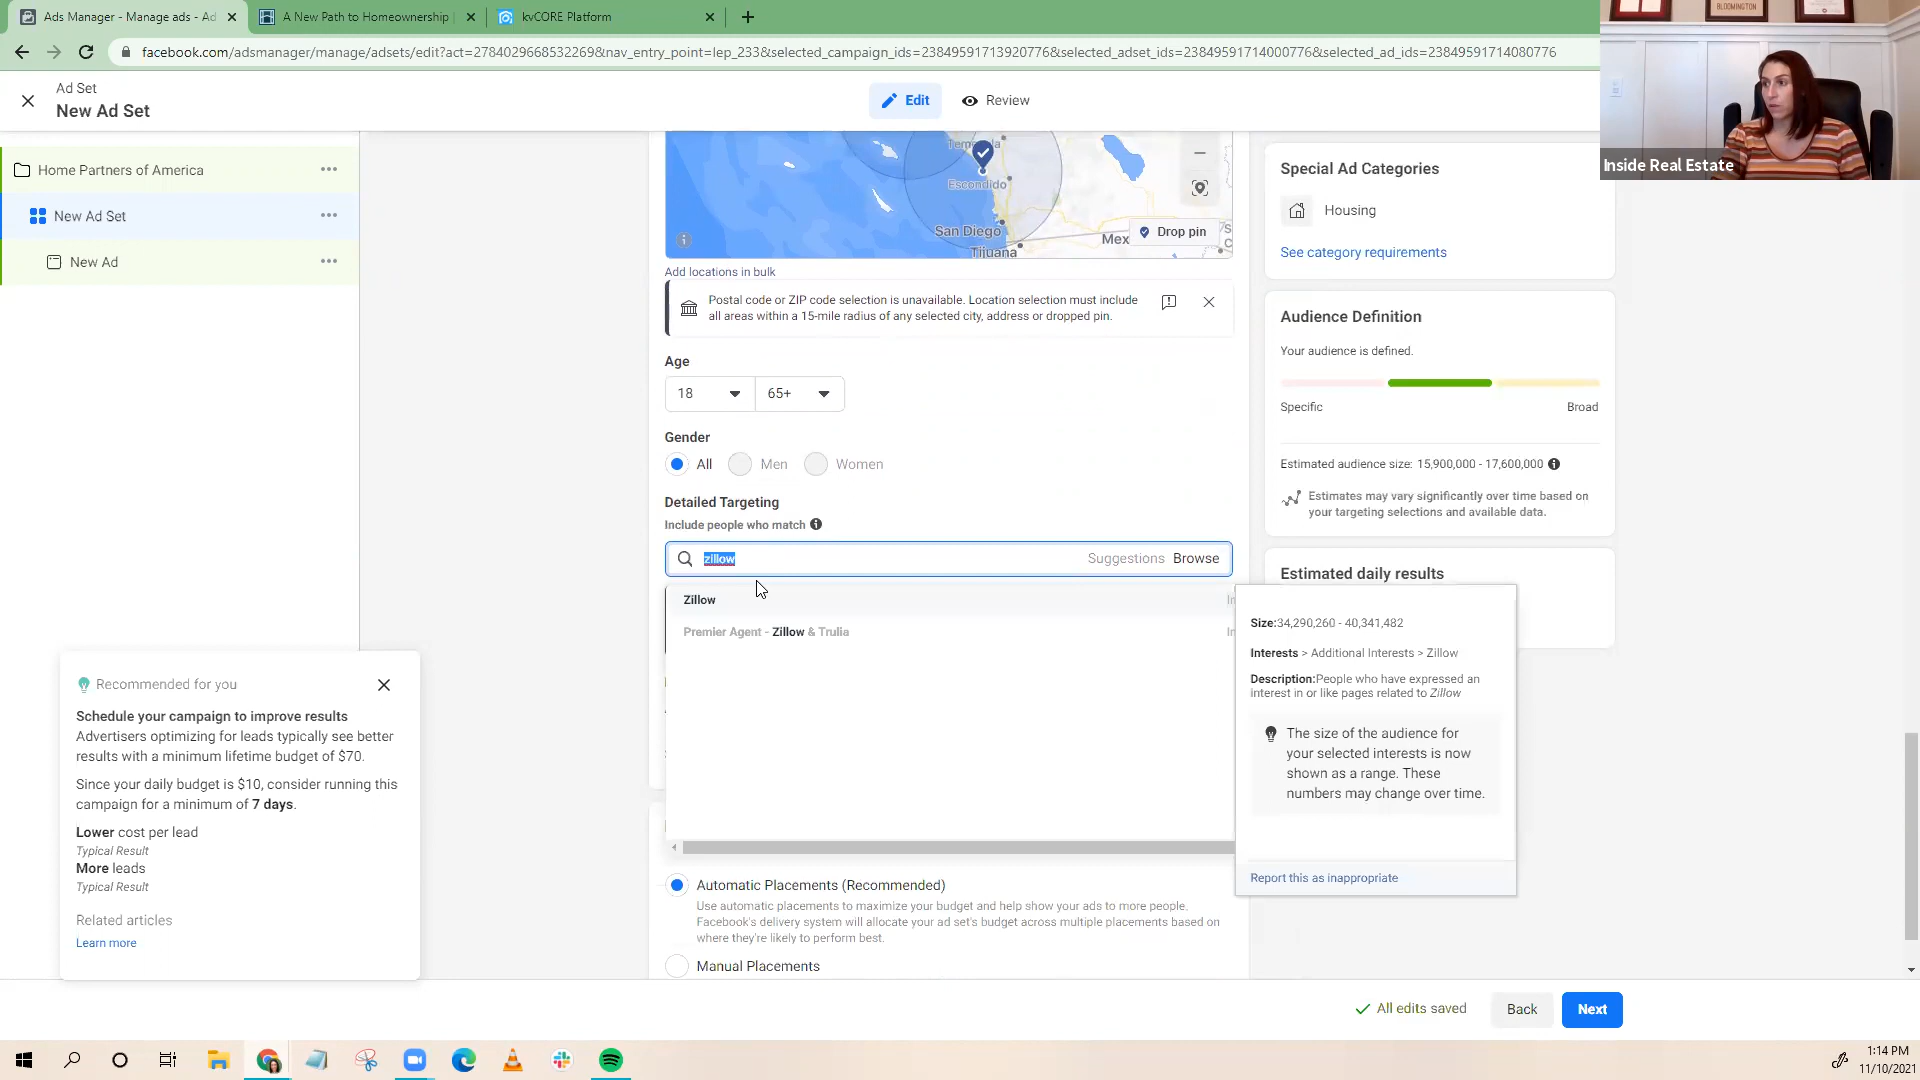 Ads Manager - Manage ads - Ad
A New Path to Homeownership |
kvCORE Platform
facebook.com/adsmanager/manage/adsets/edit?act=278402966853226​9&nav_entry_point=lep_233&selected_campaign_ids=23849591713920776&selected_adset_ids=23849591714000776&selected_ad_ids=23849591714080776
BLOOMINGTON
Inside Real Estate
Ad Set
New Ad Set
Edit
Review
Home Partners of America
New Ad Set
New Ad
Escondido
San Diego
Tijuana
Mex
Drop pin
Add locations in bulk
Postal code or ZIP code selection is unavailable. Location selection must include
all areas within a 15-mile radius of any selected city, address or dropped pin.
Age
18
65+
Gender
All
Men
Women
Detailed Targeting
Include people who match
zillow
Suggestions
Browse
Zillow
Premier Agent - Zillow & Trulia
Automatic Placements (Recommended)
Use automatic placements to maximize your budget and help show your ads to more people.
Facebook's delivery system will allocate your ad set's budget across multiple placements based on
where they're likely to perform best.
Manual Placements
Special Ad Categories
Housing
See category requirements
Audience Definition
Your audience is defined.
Specific
Broad
Estimated audience size: 15,900,000 - 17,600,000
Estimates may vary significantly over time based on
your targeting selections and available data.
Estimated daily results
Size:34,290,260 - 40,341,482
Interests > Additional Interests > Zillow
Description:People who have expressed an
interest in or like pages related to Zillow
The size of the audience for
your selected interests is now
shown as a range. These
numbers may change over time.
Report this as inappropriate
Recommended for you
Schedule your campaign to improve results
Advertisers optimizing for leads typically see better
results with a minimum lifetime budget of $70.
Since your daily budget is $10, consider running this
campaign for a minimum of 7 days.
Lower cost per lead
Typical Result
More leads
Typical Result
Related articles
Learn more
All edits saved
Back
Next
1:14 PM
11/10/2021